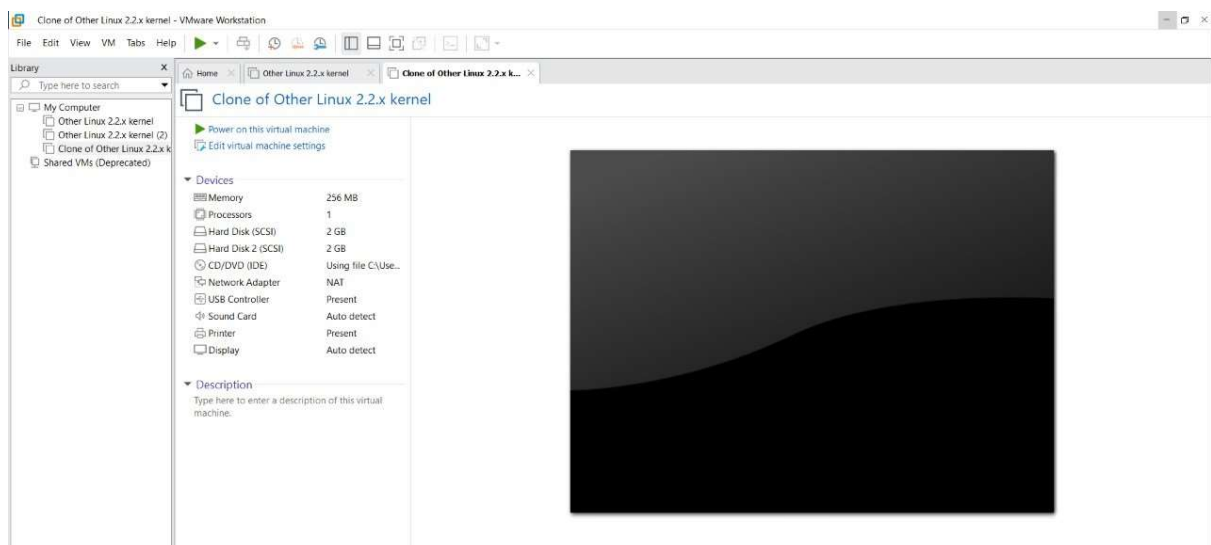 Clone of Other Linux 2.2.x kernel - VMware Workstation
File Edit View VM Tabs Help
Library X
Type here to search
My Computer
Other Linux 2.2.x kernel
Other Linux 2.2.x kernel (2)
Clone of Other Linux 2.2.x k
Shared VMs (Deprecated)
Home Other Linux 2.2.x kernel Clone of Other Linux 2.2.x k...
Clone of Other Linux 2.2.x kernel
Power on this virtual machine
Edit virtual machine settings
Devices
Memory 256 MB
Processors 1
Hard Disk (SCSI) 2 GB
Hard Disk 2 (SCSI) 2 GB
CD/DVD (IDE) Using file C:\Use...
Network Adapter NAT
USB Controller Present
Sound Card Auto detect
Printer Present
Display Auto detect
Description
Type here to enter a description of this virtual
machine.